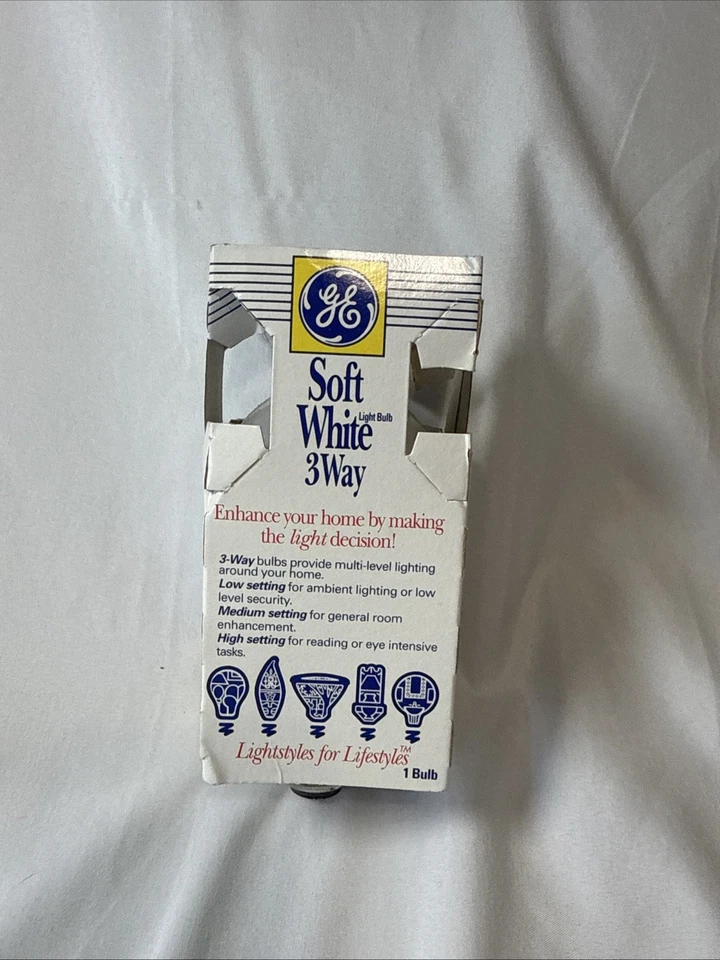 GE
Soft
White Light Bulb
3Way
Enhance your home by making
the light decision!
3-Way bulbs provide multi-level lighting
around your home.
Low setting for ambient lighting or low
level security.
Medium setting for general room
enhancement.
High setting for reading or eye intensive
tasks.
Lightstyles for Lifestyles™
1 Bulb